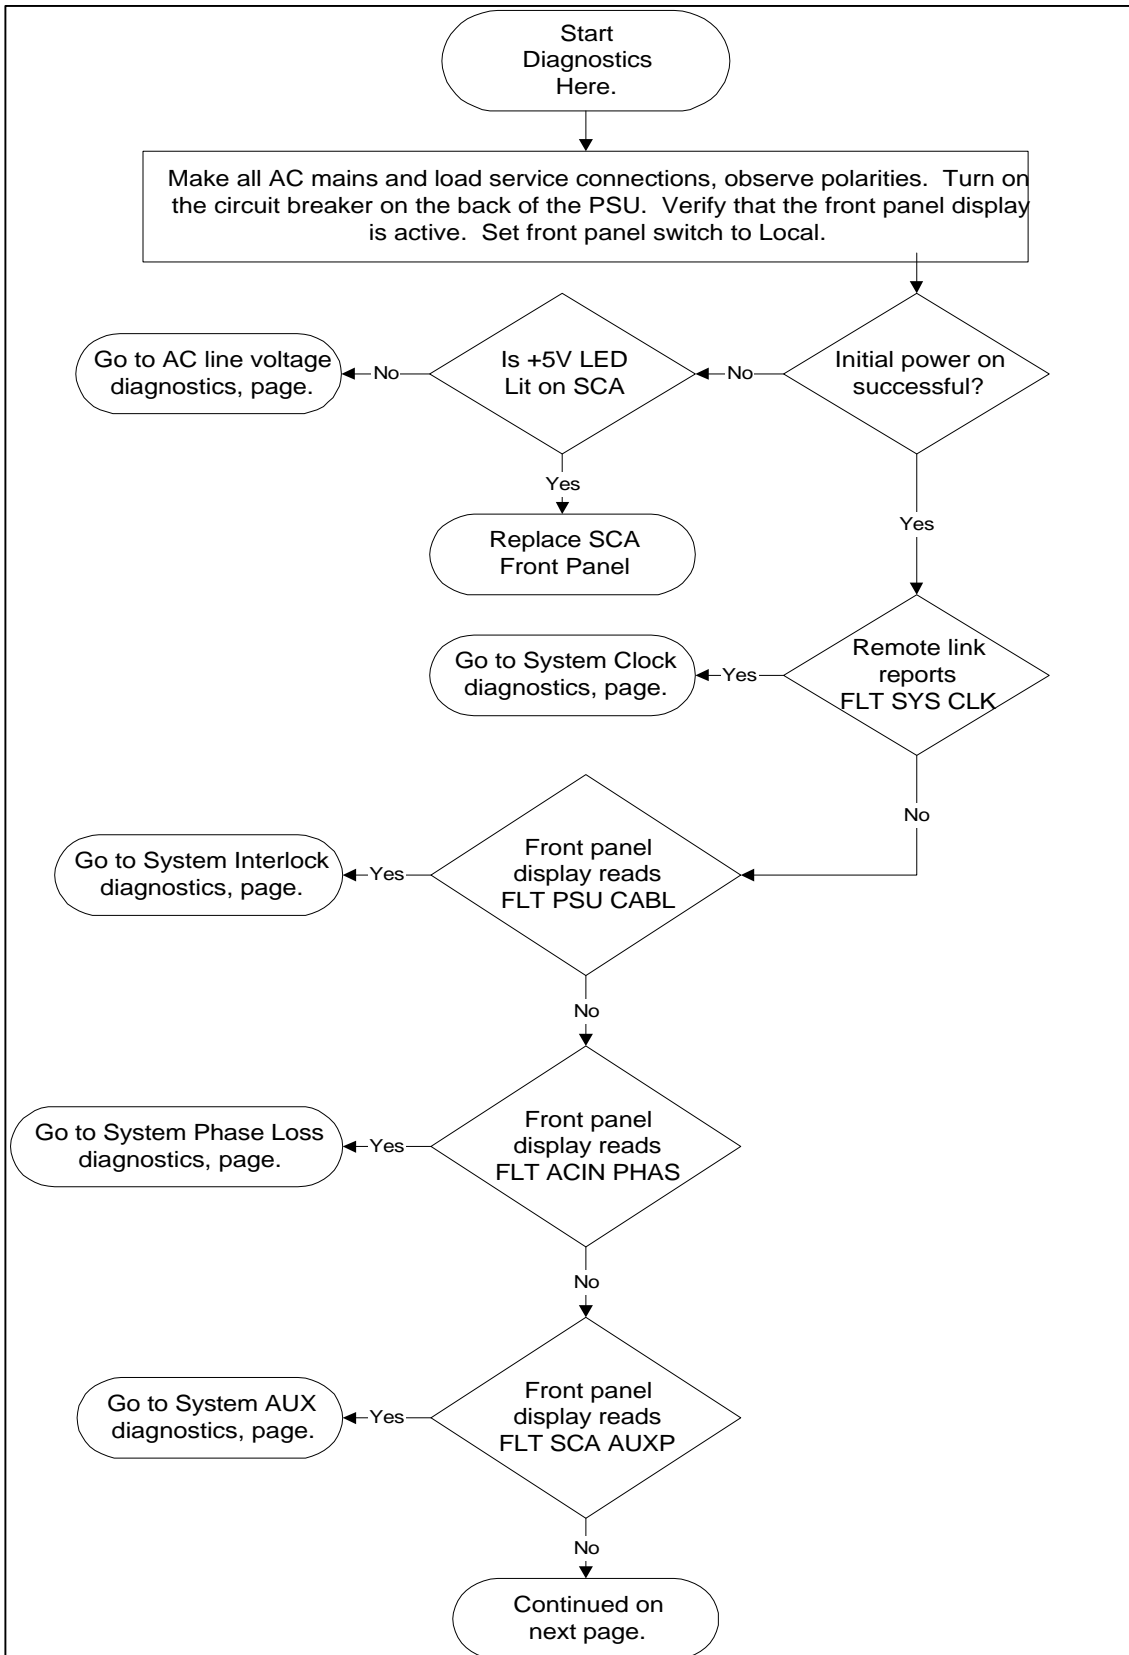 Start
Diagnostics
Here.
Make all AC mains and load service connections, observe polarities. Turn on
the circuit breaker on the back of the PSU. Verify that the front panel display
is active. Set front panel switch to Local.
Initial power on
successful?
No
Is +5V LED
Lit on SCA
No
Go to AC line voltage
diagnostics, page.
Yes
Replace SCA
Front Panel
Yes
Remote link
reports
FLT SYS CLK
Yes
Go to System Clock
diagnostics, page.
No
Front panel
display reads
FLT PSU CABL
Yes
Go to System Interlock
diagnostics, page.
No
Front panel
display reads
FLT ACIN PHAS
Yes
Go to System Phase Loss
diagnostics, page.
No
Front panel
display reads
FLT SCA AUXP
Yes
Go to System AUX
diagnostics, page.
No
Continued on
next page.